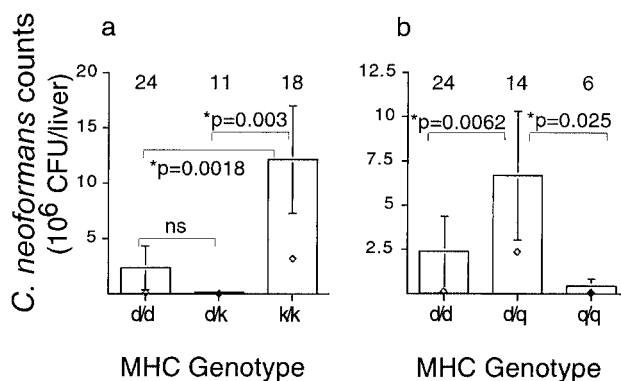 a
24 11 18
20
15
10
5
*p=0.003
*p=0.0018
ns
d/d d/k k/k
MHC Genotype
C. neoformans counts
(10⁶ CFU/liver)
b
24 14 6
12.5
10
7.5
5
2.5
*p=0.0062
*p=0.025
d/d d/q q/q
MHC Genotype